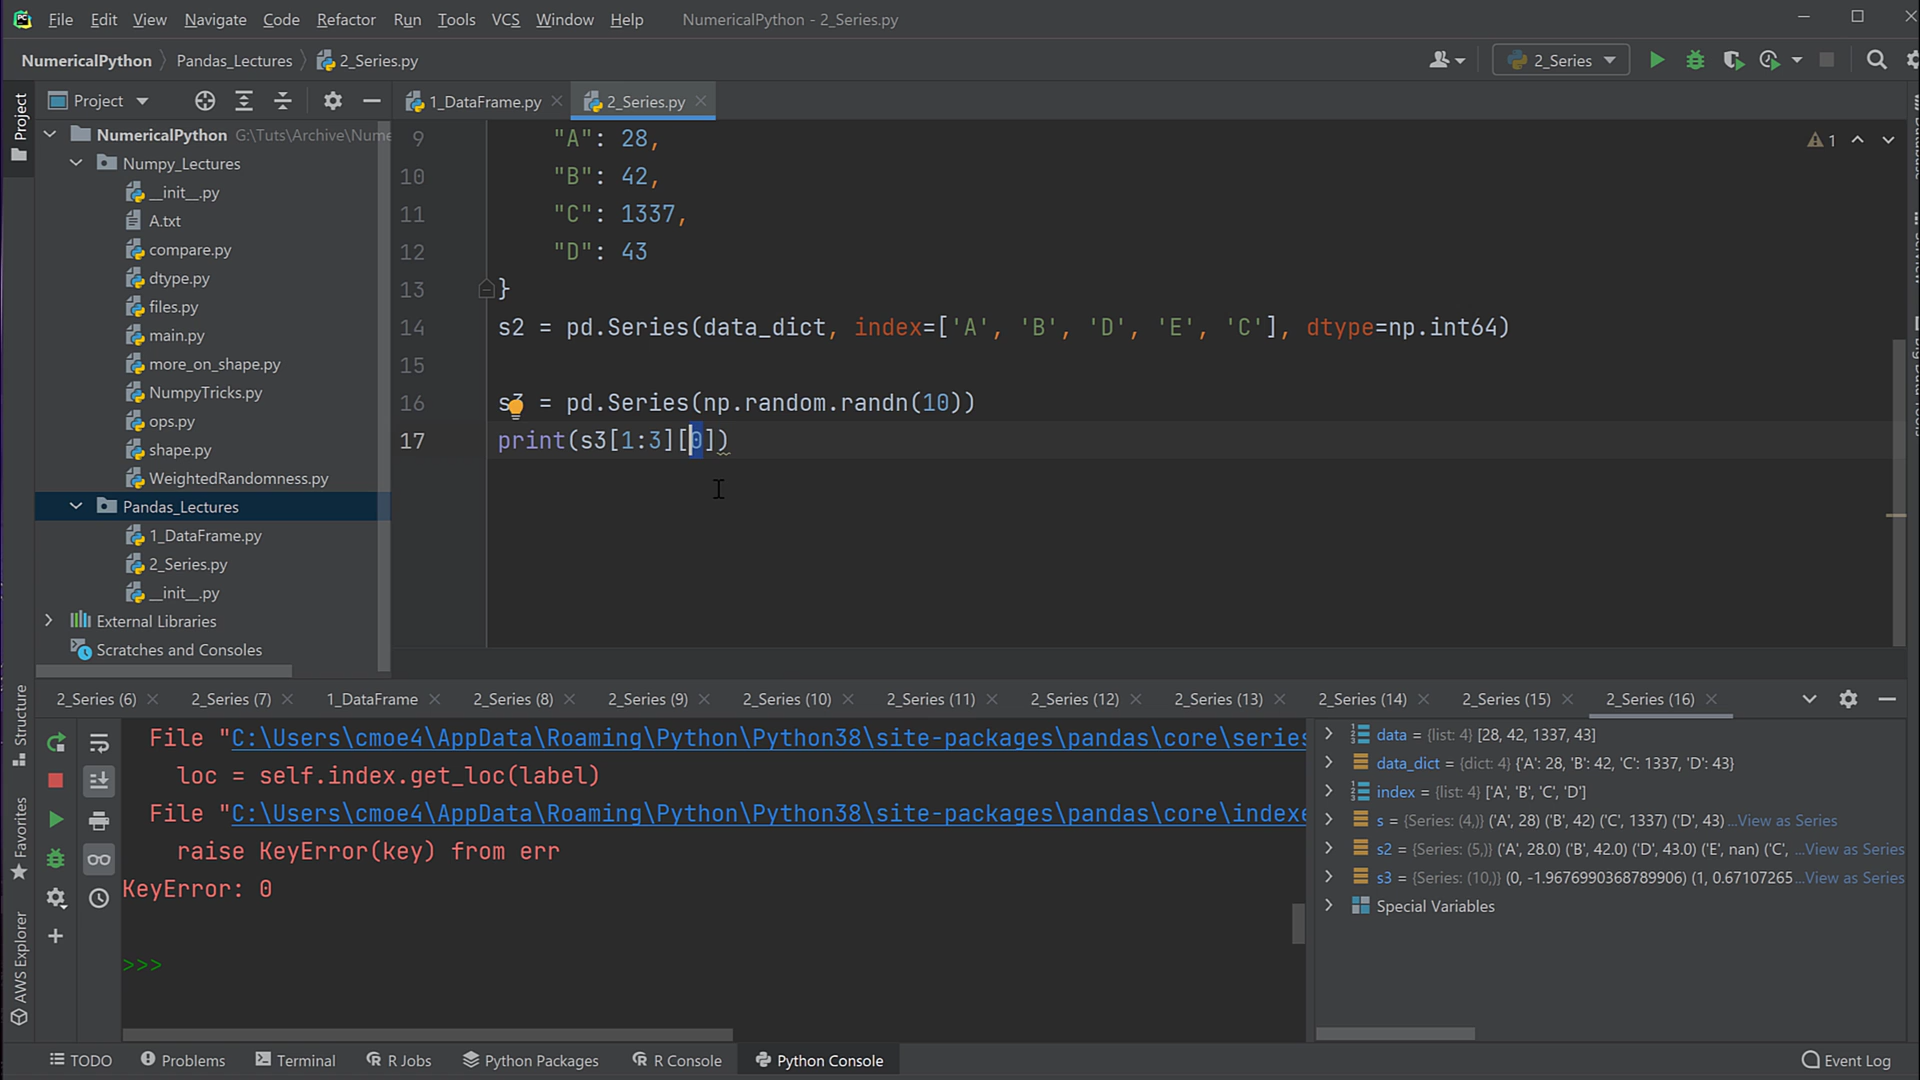 File Edit View Navigate Code Refactor Run Tools VCS Window Help NumericalPython - 2_Series.py
NumericalPython Pandas_Lectures 2_Series.py 2_Series
Project
Project 1_DataFrame.py 2_Series.py
NumericalPython G:\Tuts\Archive\Nume
Numpy_Lectures
__init__.py
A.txt
compare.py
dtype.py
files.py
main.py
more_on_shape.py
NumpyTricks.py
ops.py
shape.py
WeightedRandomness.py
Pandas_Lectures
1_DataFrame.py
2_Series.py
__init__.py
External Libraries
Scratches and Consoles
9 "A": 28,
10 "B": 42,
11 "C": 1337,
12 "D": 43
13 }
14 s2 = pd.Series(data_dict, index=['A', 'B', 'D', 'E', 'C'], dtype=np.int64)
15
16 s3 = pd.Series(np.random.randn(10))
17 print(s3[1:3][0])
1
2_Series (6) 2_Series (7) 1_DataFrame 2_Series (8) 2_Series (9) 2_Series (10) 2_Series (11) 2_Series (12) 2_Series (13) 2_Series (14) 2_Series (15) 2_Series (16)
Structure
Favorites
AWS Explorer
File "C:\Users\cmoe4\AppData\Roaming\Python\Python38\site-packages\pandas\core\series
loc = self.index.get_loc(label)
File "C:\Users\cmoe4\AppData\Roaming\Python\Python38\site-packages\pandas\core\indexe
raise KeyError(key) from err
KeyError: 0
>>>
data = {list: 4} [28, 42, 1337, 43]
data_dict = {dict: 4} {'A': 28, 'B': 42, 'C': 1337, 'D': 43}
index = {list: 4} ['A', 'B', 'C', 'D']
s = {Series: (4,)} ('A', 28) ('B', 42) ('C', 1337) ('D', 43) ...View as Series
s2 = {Series: (5,)} ('A', 28.0) ('B', 42.0) ('D', 43.0) ('E', nan) ('C', ...View as Series
s3 = {Series: (10,)} (0, -1.9676990368789906) (1, 0.67107265...View as Series
Special Variables
TODO Problems Terminal R Jobs Python Packages R Console Python Console Event Log